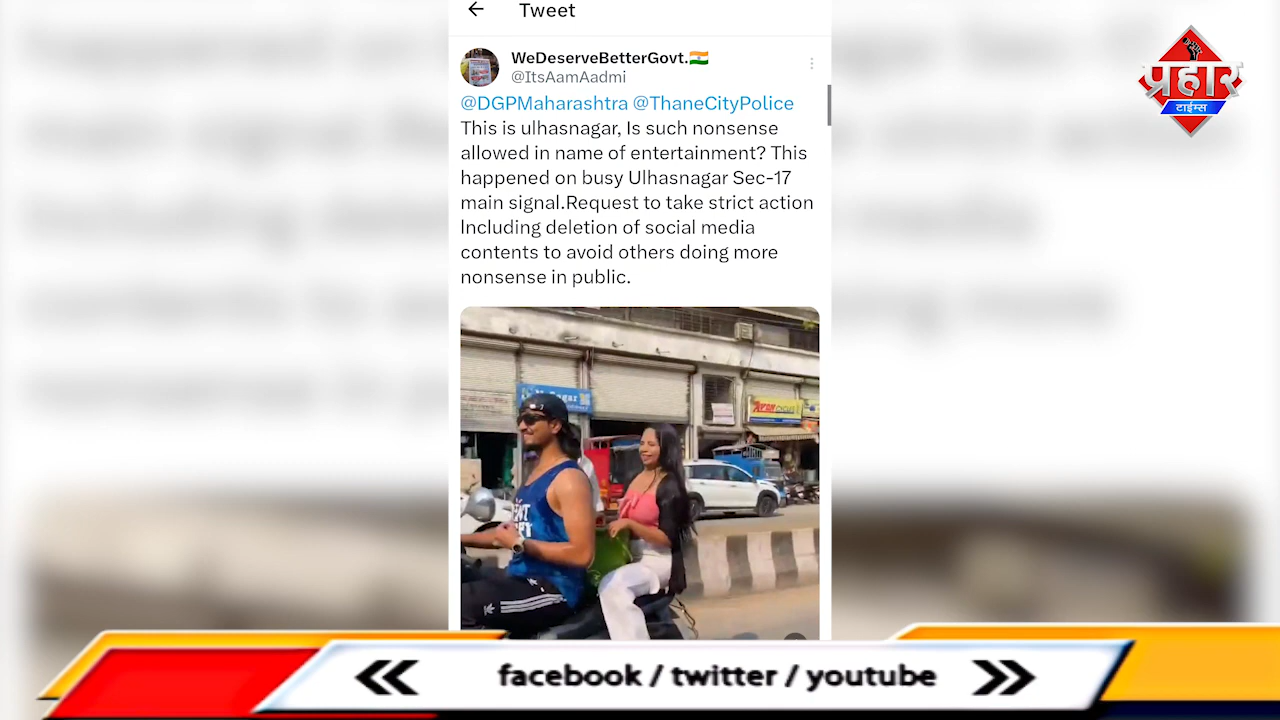 Tweet
WeDeserveBetterGovt.🇮🇳
@ItsAamAadmi
@DGPMaharashtra @ThaneCityPolice
This is ulhasnagar, Is such nonsense
allowed in name of entertainment? This
happened on busy Ulhasnagar Sec-17
main signal.Request to take strict action
Including deletion of social media
contents to avoid others doing more
nonsense in public.
प्रहार
टाईम्स
facebook / twitter / youtube